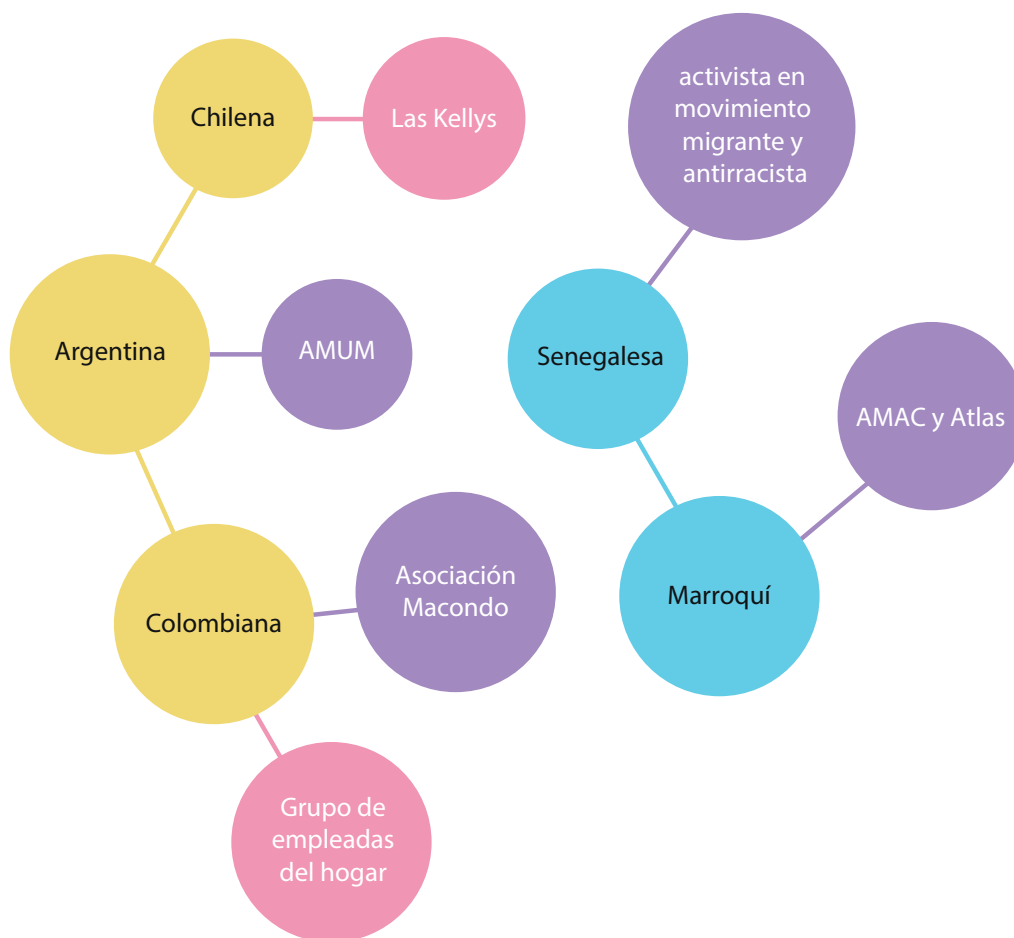 Chilena
Las Kellys
Argentina
AMUM
Colombiana
Asociación
Macondo
Grupo de
empleadas
del hogar
activista en
movimiento
migrante y
antirracista
Senegalesa
AMAC y Atlas
Marroquí